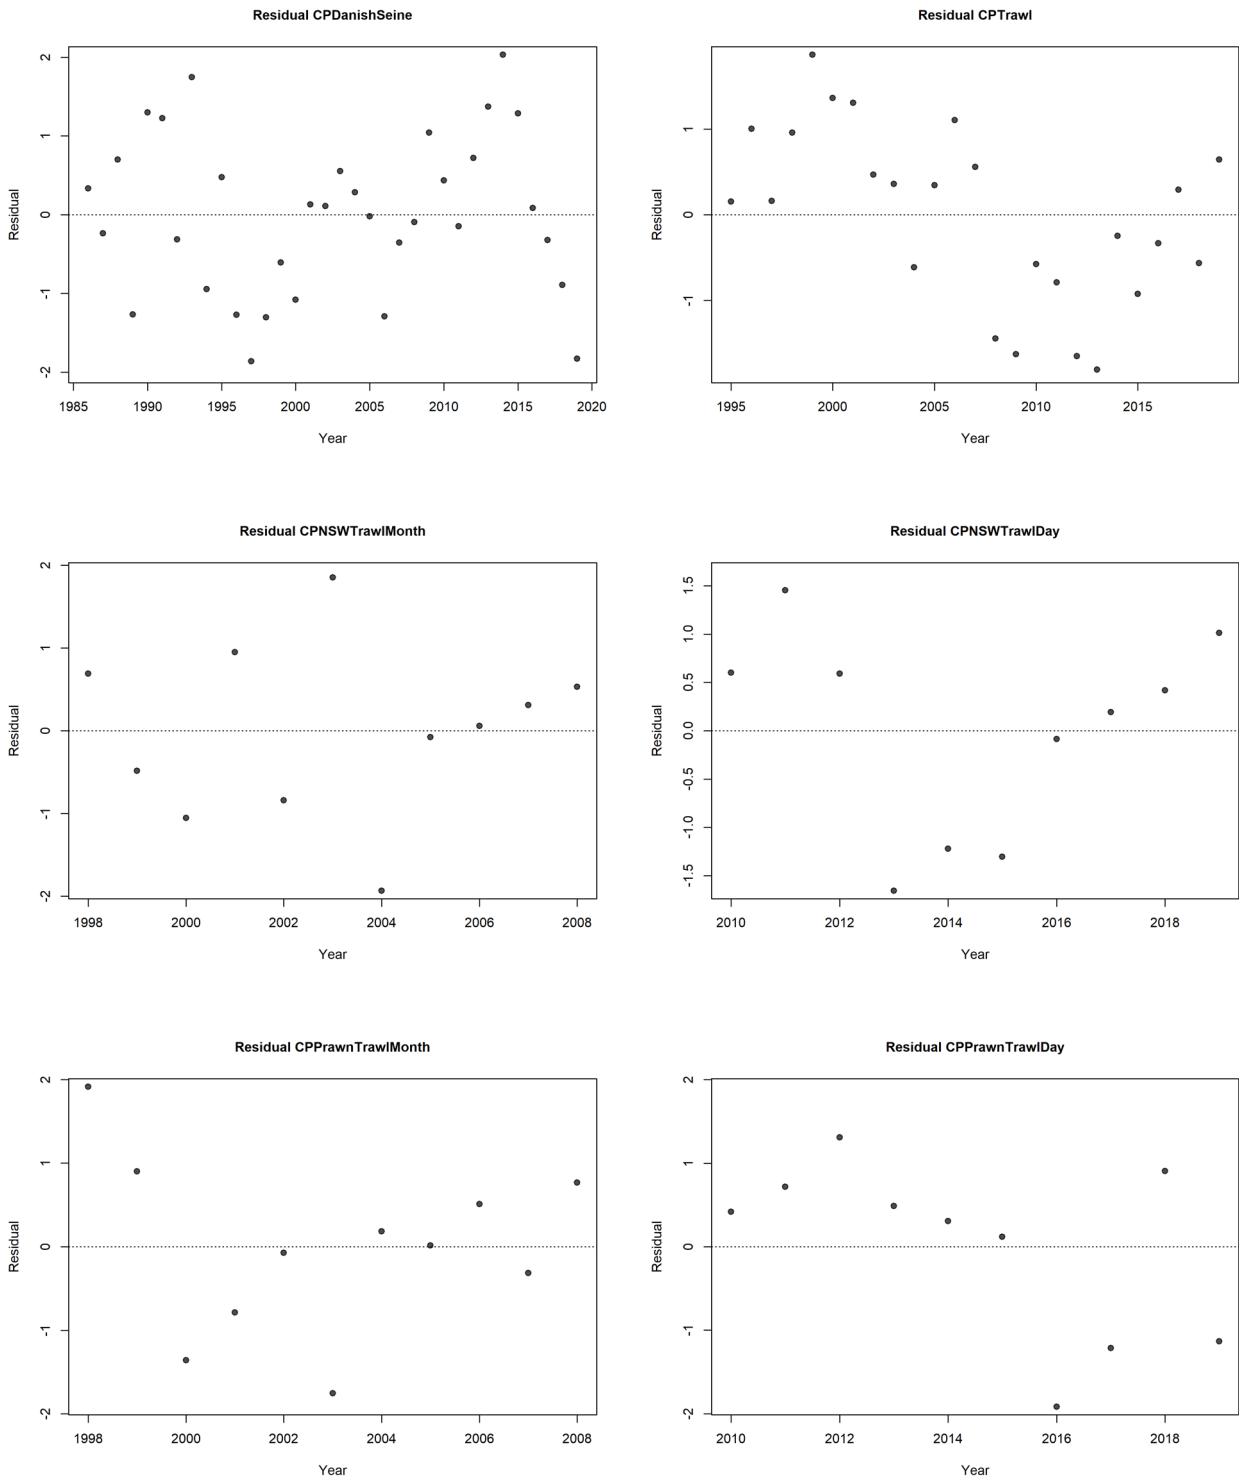 Residual CPDanishSeine
Residual
2
1
0
-1
-2
1985 1990 1995 2000 2005 2010 2015 2020
Year
Residual CPTrawl
Residual
1
0
-1
1995 2000 2005 2010 2015
Year
Residual CPNSWTrawlMonth
Residual
2
1
0
-1
-2
1998 2000 2002 2004 2006 2008
Year
Residual CPNSWTrawlDay
Residual
1.5
1.0
0.5
0.0
-0.5
-1.0
-1.5
2010 2012 2014 2016 2018
Year
Residual CPPrawnTrawlMonth
Residual
2
1
0
-1
-2
1998 2000 2002 2004 2006 2008
Year
Residual CPPrawnTrawlDay
Residual
2
1
0
-1
-2
2010 2012 2014 2016 2018
Year